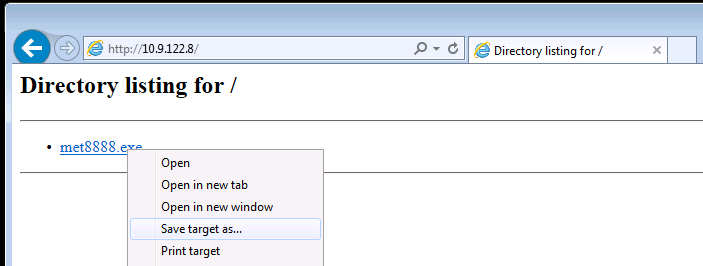 http://10.9.122.8/
Directory listing for /
Directory listing for /
• met8888.exe
Open
Open in new tab
Open in new window
Save target as...
Print target